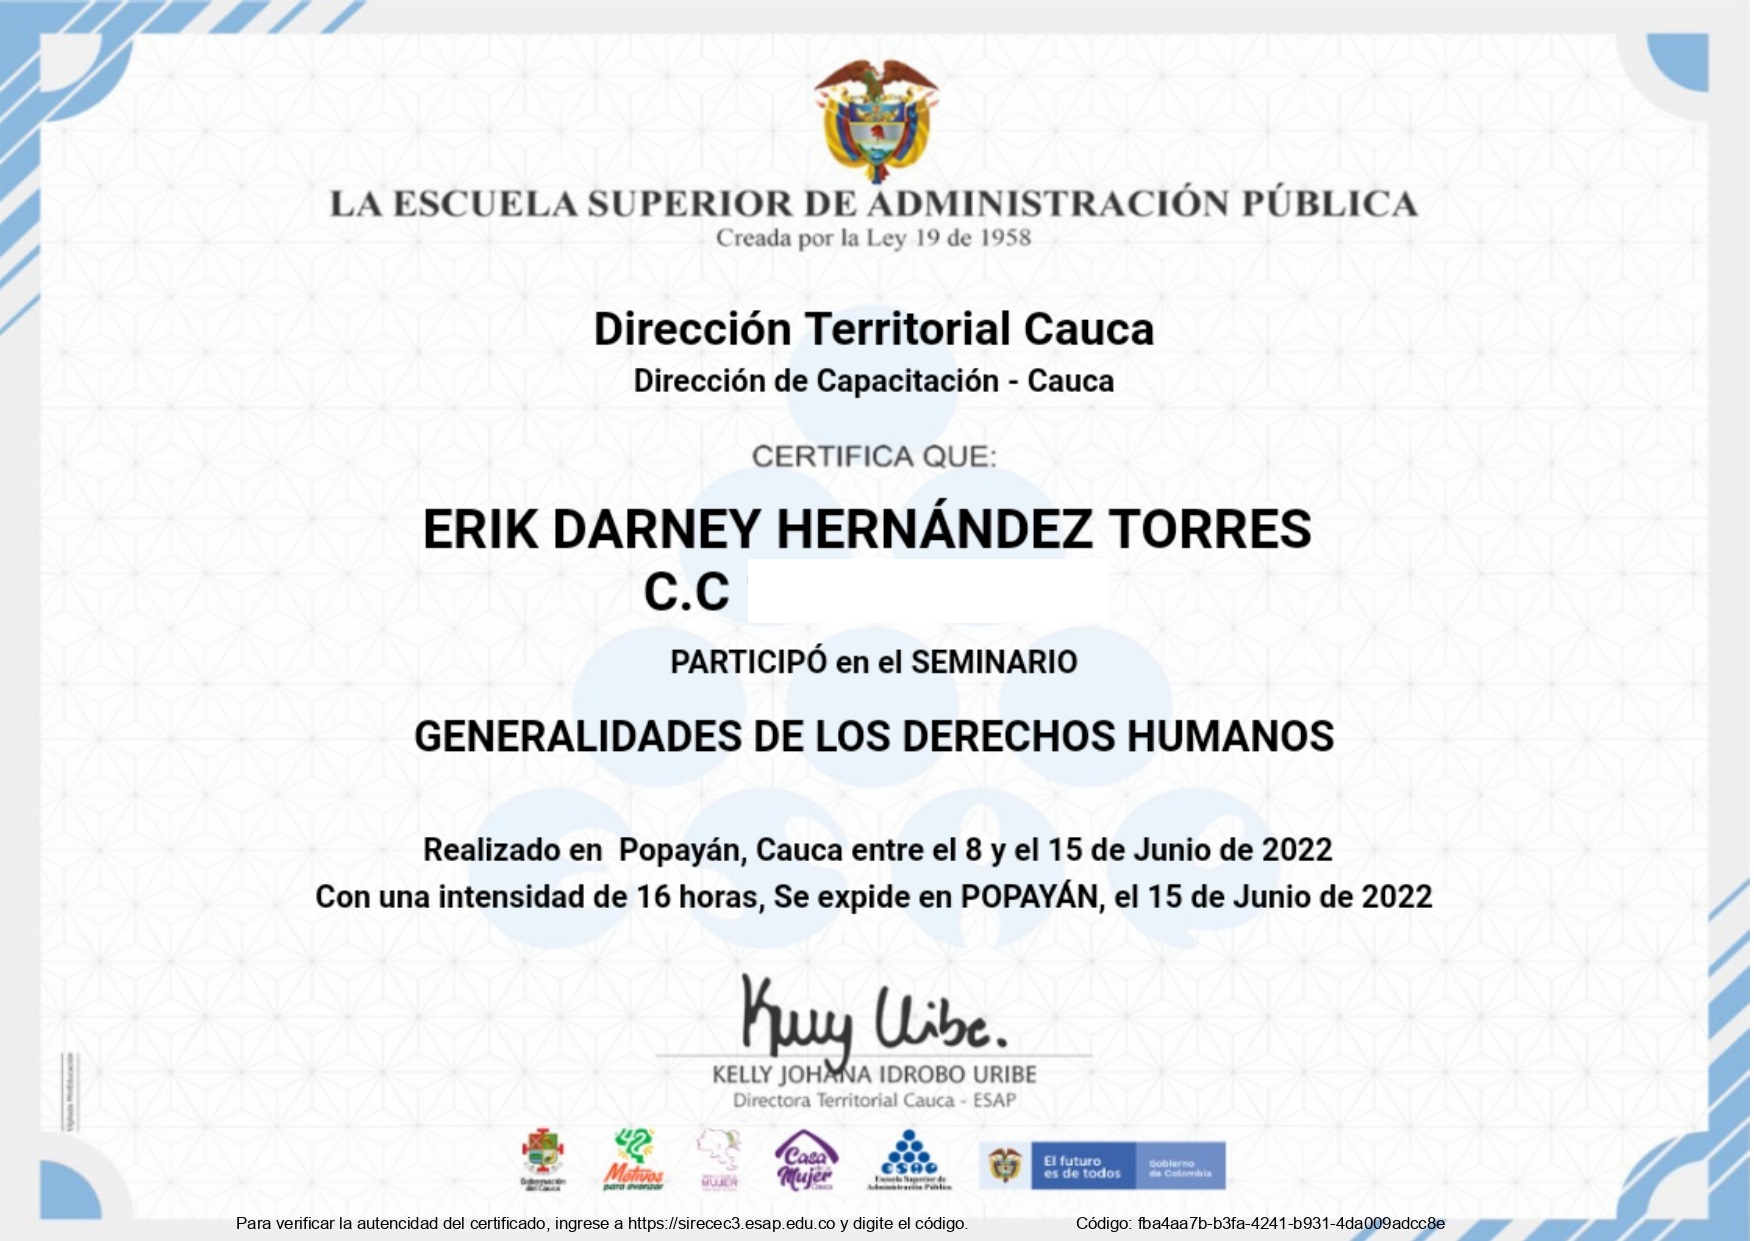 LA ESCUELA SUPERIOR DE ADMINISTRACIÓN PÚBLICA
Creada por la Ley 19 de 1958
Dirección Territorial Cauca
Dirección de Capacitación - Cauca
CERTIFICA QUE:
ERIK DARNEY HERNÁNDEZ TORRES
C.C
PARTICIPÓ en el SEMINARIO
GENERALIDADES DE LOS DERECHOS HUMANOS
Realizado en Popayán, Cauca entre el 8 y el 15 de Junio de 2022
Con una intensidad de 16 horas, Se expide en POPAYÁN, el 15 de Junio de 2022
Kelly Uribe.
KELLY JOHANA IDROBO URIBE
Directora Territorial Cauca - ESAP
Vigilada MinEducación
Gobernación del Cauca
42 Motivos para avanzar
MUJER
Casa de la Mujer
esap
Escuela Superior de Administración Pública
El futuro es de todos
Gobierno de Colombia
Para verificar la autencidad del certificado, ingrese a https://sirecec3.esap.edu.co y digite el código.
Código: fba4aa7b-b3fa-4241-b931-4da009adcc8e